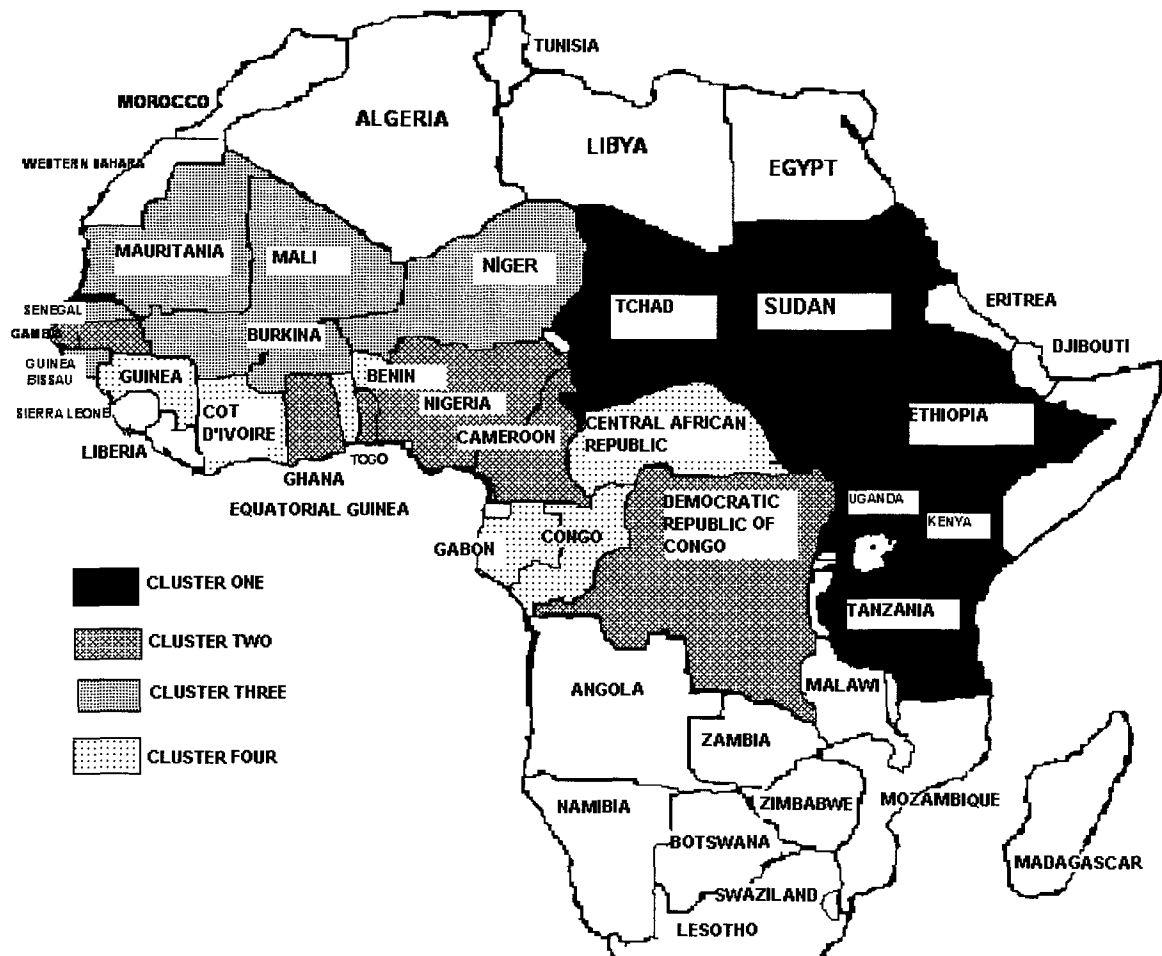 TUNISIA
MOROCCO
ALGERIA
LIBYA
EGYPT
WESTERN SAHARA
MAURITANIA
MALI
NİGER
TCHAD
SUDAN
ERITREA
SENEGAL
GAMBIA
BURKINA
DJIBOUTI
GUINEA
BISSAU
GUINEA
BENIN
NIGERIA
ETHIOPIA
SIERRA LEONE
COT
D'IVOIRE
CAMEROON
CENTRAL AFRICAN
REPUBLIC
LIBERIA
TOGO
GHANA
EQUATORIAL GUINEA
DEMOCRATIC
REPUBLIC OF
CONGO
UGANDA
KENYA
GABON
CONGO
CLUSTER ONE
TANZANIA
CLUSTER TWO
CLUSTER THREE
ANGOLA
MALAWI
CLUSTER FOUR
ZAMBIA
NAMIBIA
ZIMBABWE
MOZAMBIQUE
BOTSWANA
MADAGASCAR
SWAZILAND
LESOTHO